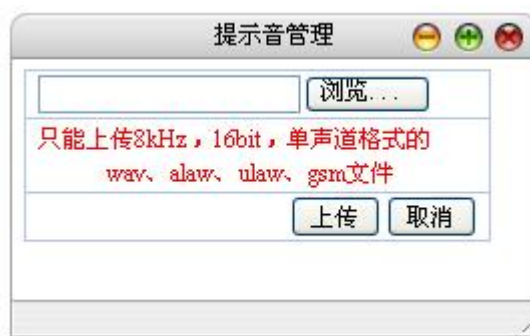 提示音管理
浏览...
只能上传8kHz，16bit，单声道格式的
wav、alaw、ulaw、gsm文件
上传 取消